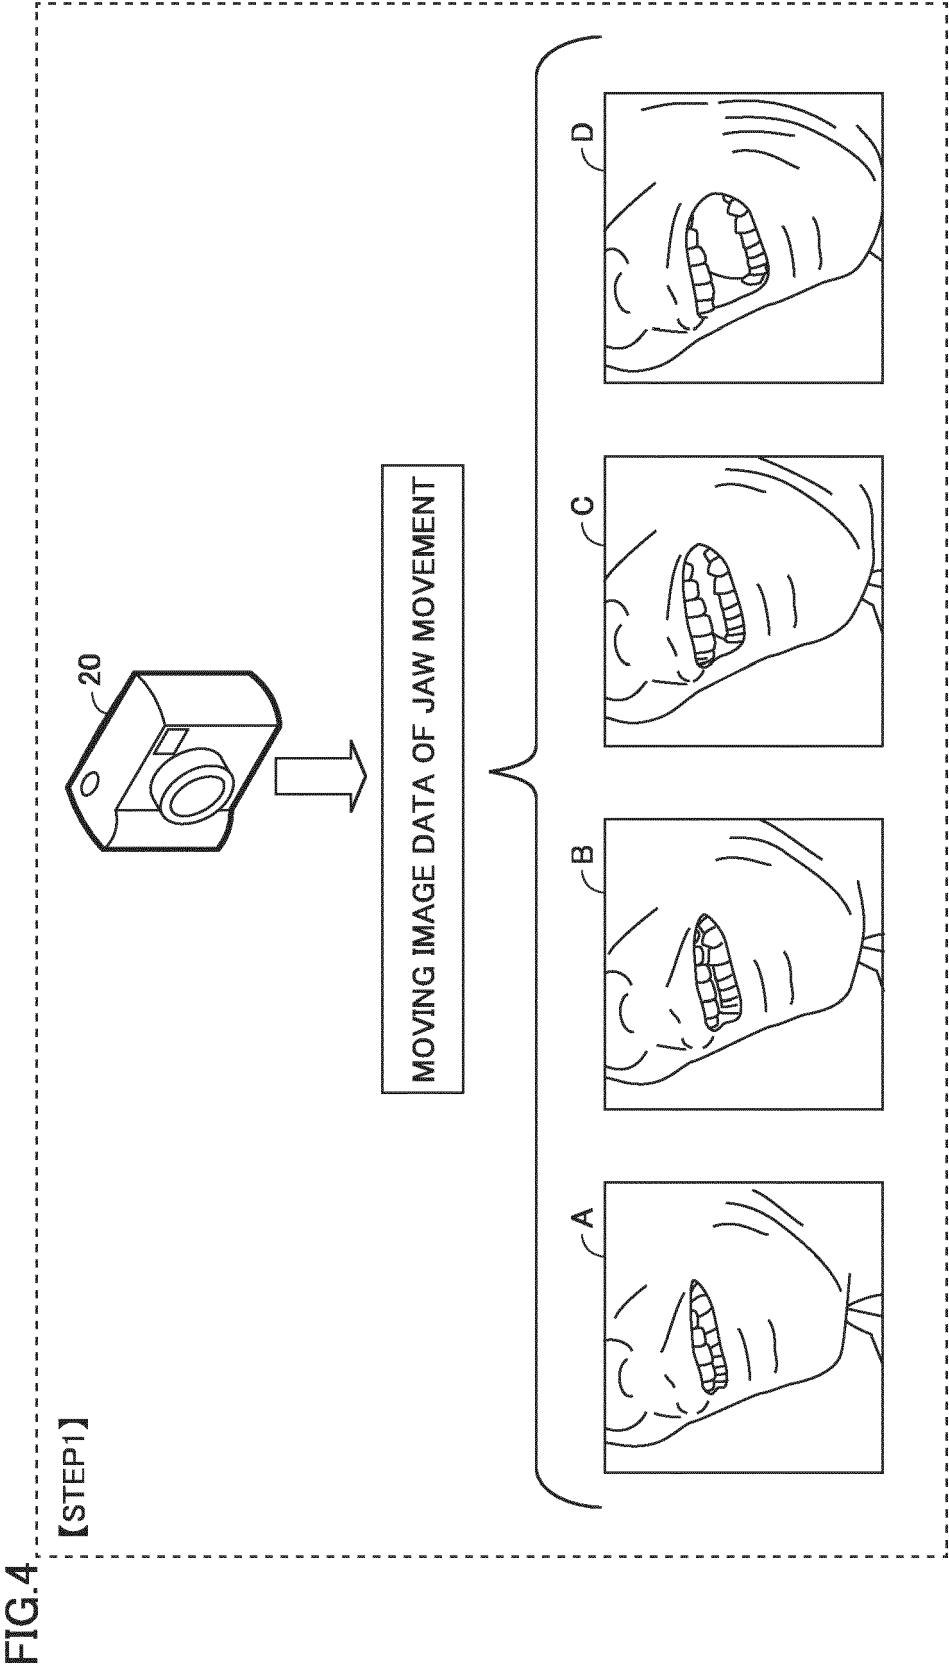 FIG.4
【STEP1】
20
MOVING IMAGE DATA OF JAW MOVEMENT
A
B
C
D